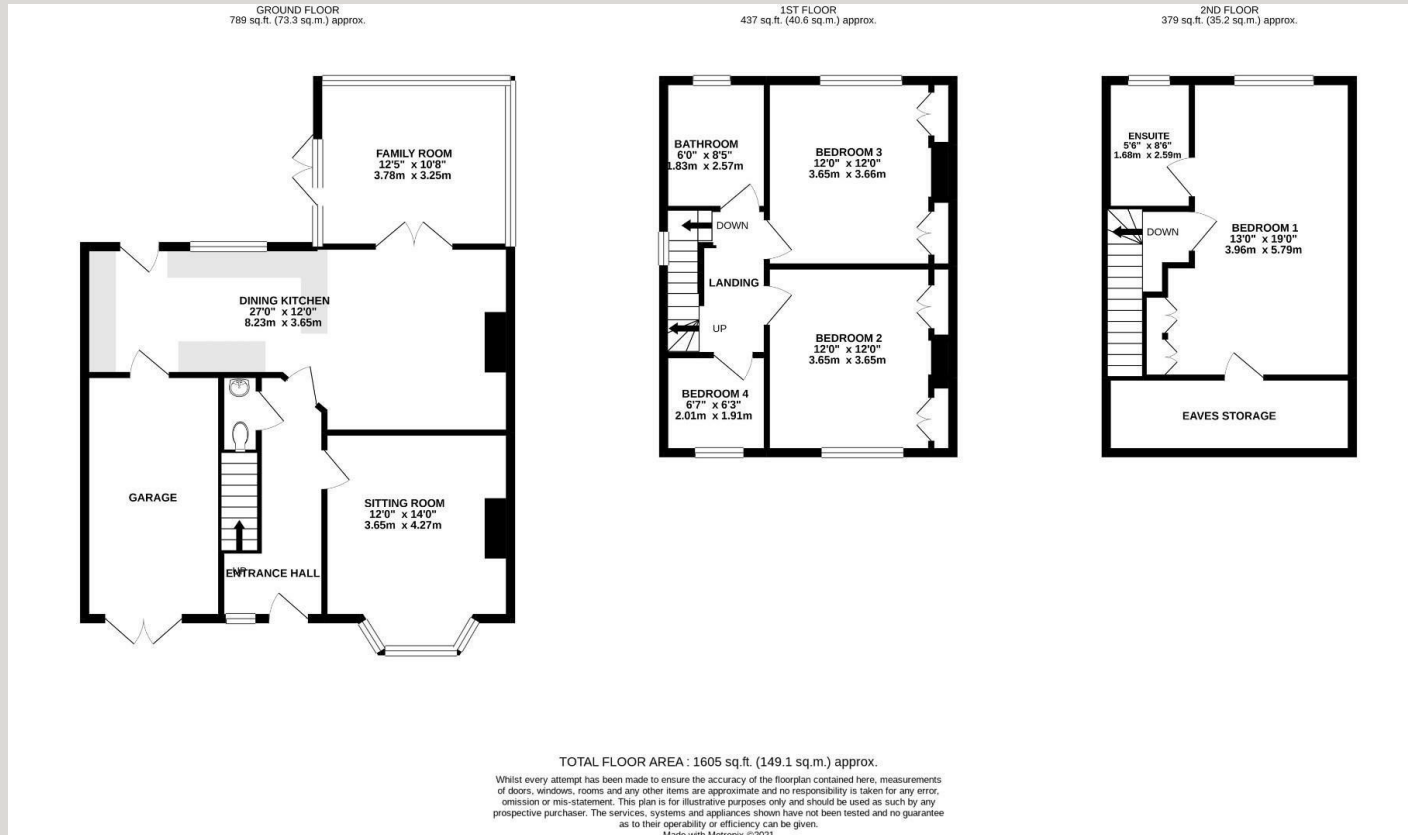 GROUND FLOOR
789 sq.ft. (73.3 sq.m.) approx.
1ST FLOOR
437 sq.ft. (40.6 sq.m.) approx.
2ND FLOOR
379 sq.ft. (35.2 sq.m.) approx.
FAMILY ROOM
12'5" x 10'8"
3.78m x 3.25m
DINING KITCHEN
27'0" x 12'0"
8.23m x 3.65m
GARAGE
SITTING ROOM
12'0" x 14'0"
3.65m x 4.27m
UP
ENTRANCE HALL
BATHROOM
6'0" x 8'5"
1.83m x 2.57m
BEDROOM 3
12'0" x 12'0"
3.65m x 3.66m
DOWN
LANDING
UP
BEDROOM 2
12'0" x 12'0"
3.65m x 3.65m
BEDROOM 4
6'7" x 6'3"
2.01m x 1.91m
ENSUITE
5'6" x 8'6"
1.68m x 2.59m
DOWN
BEDROOM 1
13'0" x 19'0"
3.96m x 5.79m
EAVES STORAGE
TOTAL FLOOR AREA : 1605 sq.ft. (149.1 sq.m.) approx.
Whilst every attempt has been made to ensure the accuracy of the floorplan contained here, measurements
of doors, windows, rooms and any other items are approximate and no responsibility is taken for any error,
omission or mis-statement. This plan is for illustrative purposes only and should be used as such by any
prospective purchaser. The services, systems and appliances shown have not been tested and no guarantee
as to their operability or efficiency can be given.
Made with Metropix ©2021